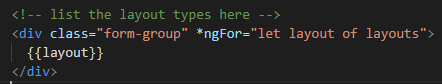 <!-- list the layout types here -->
<div class="form-group" *ngFor="let layout of layouts">
{{layout}}
</div>